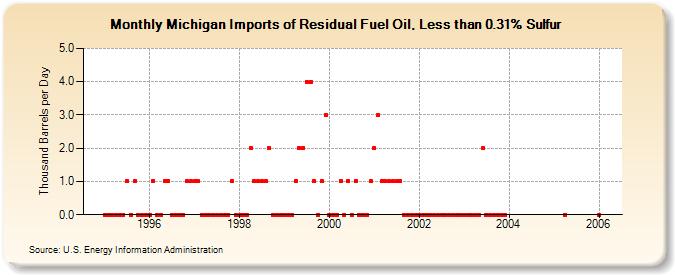 Monthly Michigan Imports of Residual Fuel Oil, Less than 0.31% Sulfur
Thousand Barrels per Day
5.0
4.0
3.0
2.0
1.0
0.0
1996 1998 2000 2002 2004 2006
Source: U.S. Energy Information Administration